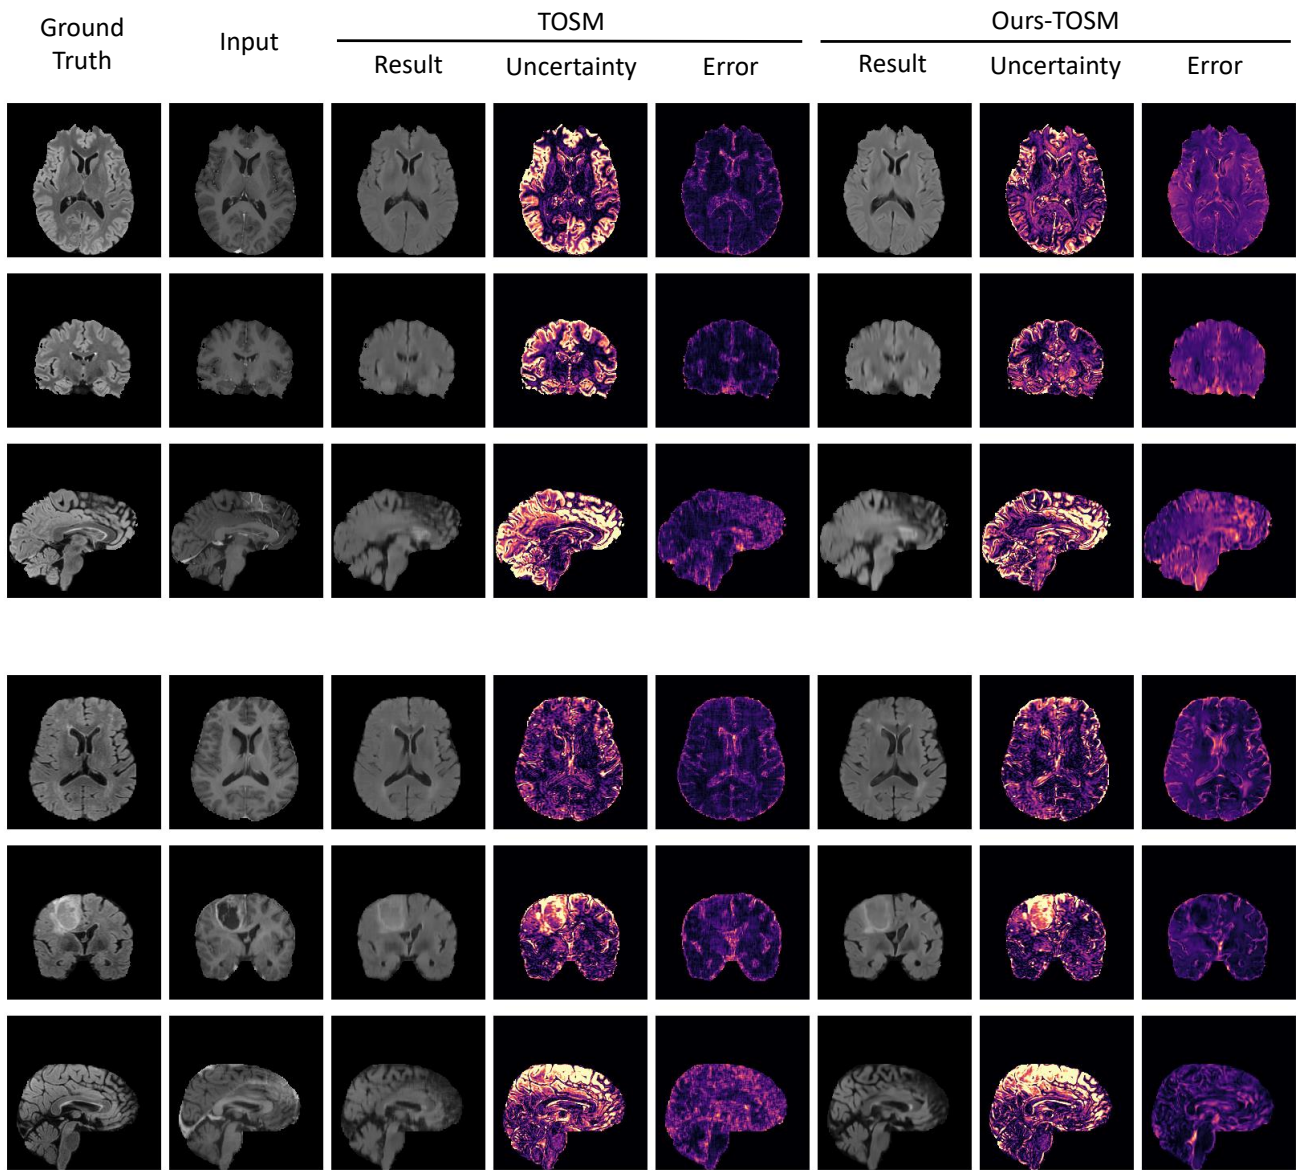 Ground
Truth
Input
TOSM
Result
Uncertainty
Error
Ours-TOSM
Result
Uncertainty
Error